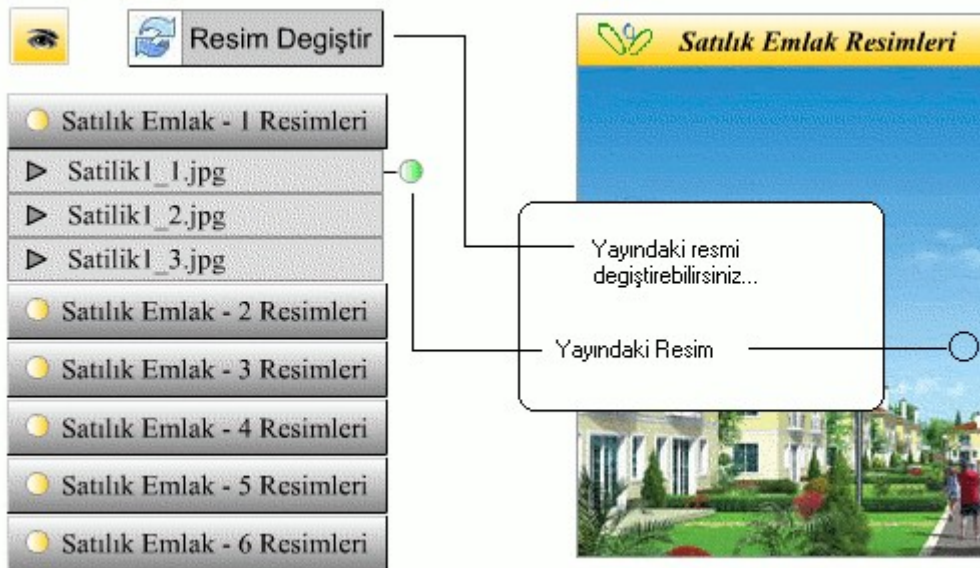 Resim Degiştir
Satılık Emlak - 1 Resimleri
Satilik1_1.jpg
Satilik1_2.jpg
Satilik1_3.jpg
Satılık Emlak - 2 Resimleri
Satılık Emlak - 3 Resimleri
Satılık Emlak - 4 Resimleri
Satılık Emlak - 5 Resimleri
Satılık Emlak - 6 Resimleri
Satılık Emlak Resimleri
Yayındaki resmi
degiştirebilirsiniz...
Yayındaki Resim